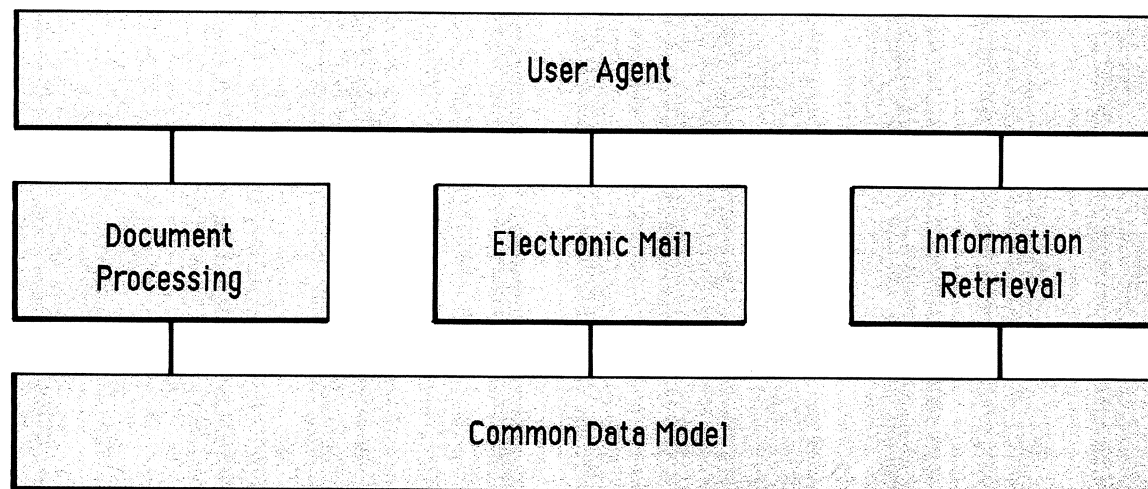 User Agent
Document
Processing
Electronic Mail
Information
Retrieval
Common Data Model